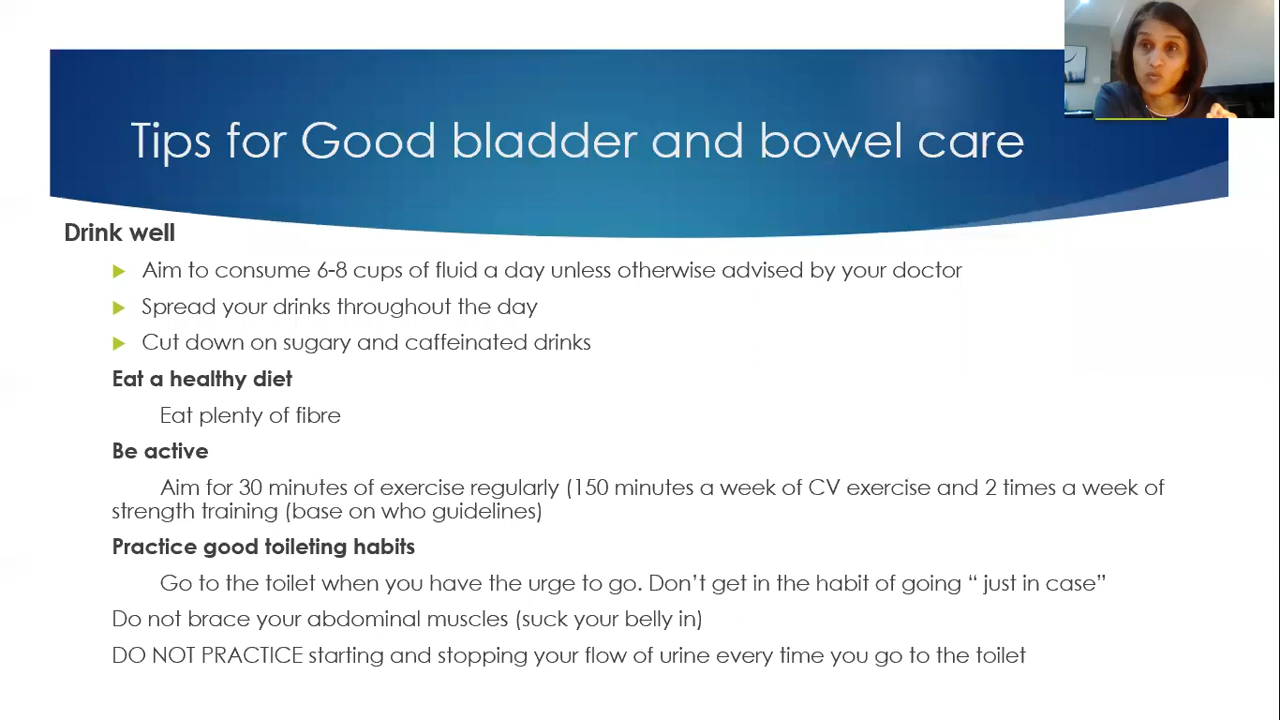 Tips for Good bladder and bowel care
Drink well
Aim to consume 6-8 cups of fluid a day unless otherwise advised by your doctor
Spread your drinks throughout the day
Cut down on sugary and caffeinated drinks
Eat a healthy diet
Eat plenty of fibre
Be active
Aim for 30 minutes of exercise regularly (150 minutes a week of CV exercise and 2 times a week of
strength training (base on who guidelines)
Practice good toileting habits
Go to the toilet when you have the urge to go. Don’t get in the habit of going “ just in case”
Do not brace your abdominal muscles (suck your belly in)
DO NOT PRACTICE starting and stopping your flow of urine every time you go to the toilet